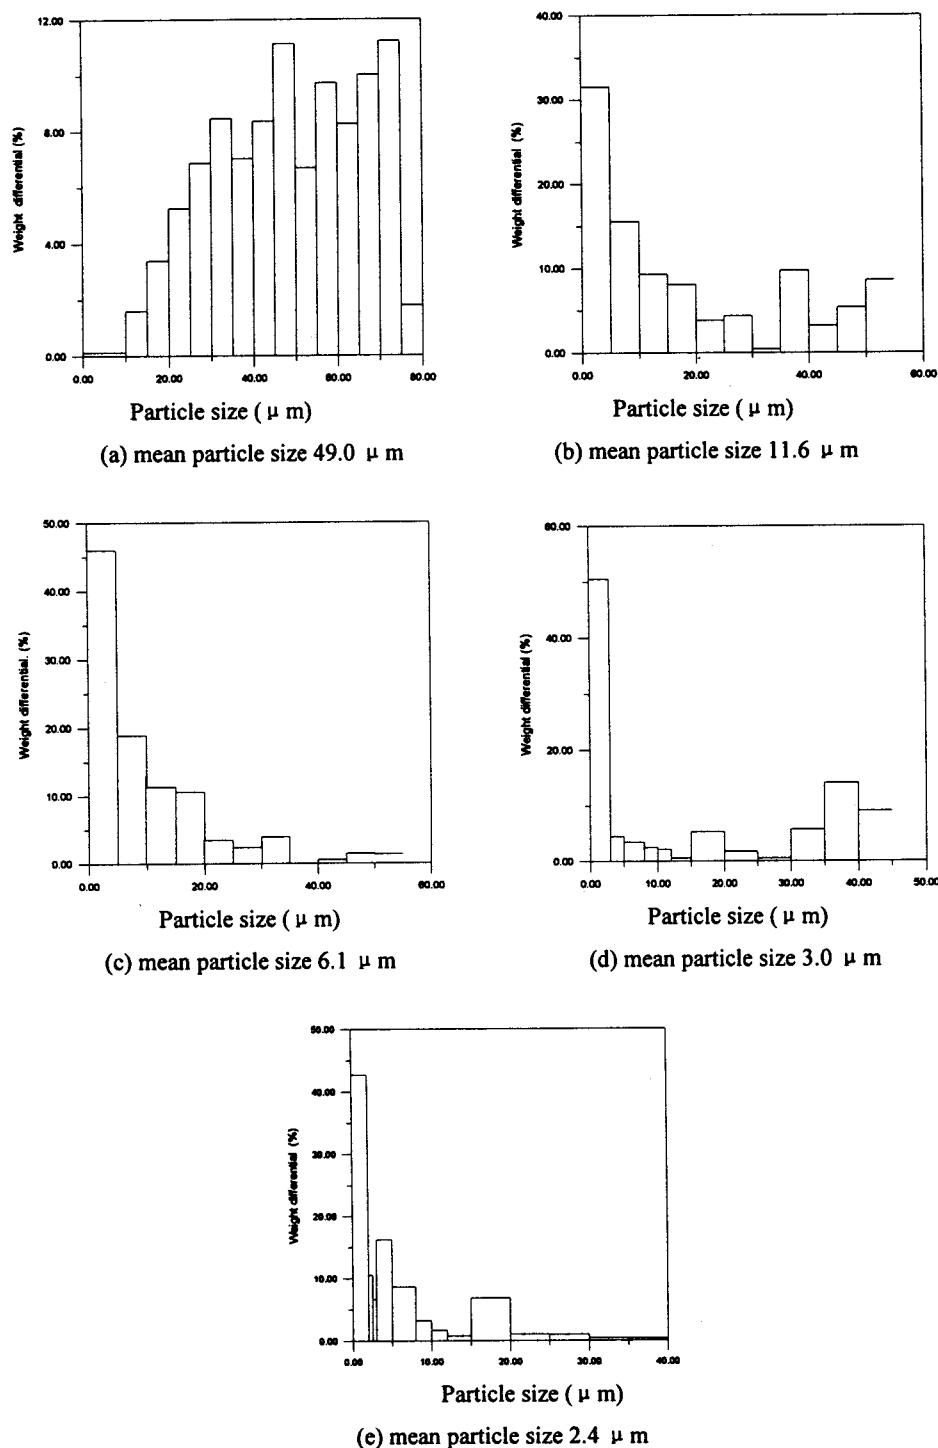 12.00
8.00
4.00
0.00
Weight differential (%)
0.00 20.00 40.00 60.00 80.00
Particle size ( μ m)
(a) mean particle size 49.0 μ m
40.00
30.00
20.00
10.00
0.00
Weight differential (%)
0.00 20.00 40.00 60.00
Particle size ( μ m)
(b) mean particle size 11.6 μ m
50.00
40.00
30.00
20.00
10.00
0.00
Weight differential. (%)
0.00 20.00 40.00 60.00
Particle size ( μ m)
(c) mean particle size 6.1 μ m
60.00
40.00
20.00
0.00
Weight differential (%)
0.00 10.00 20.00 30.00 40.00 50.00
Particle size ( μ m)
(d) mean particle size 3.0 μ m
50.00
40.00
30.00
20.00
10.00
0.00
Weight differential (%)
0.00 10.00 20.00 30.00 40.00
Particle size ( μ m)
(e) mean particle size 2.4 μ m